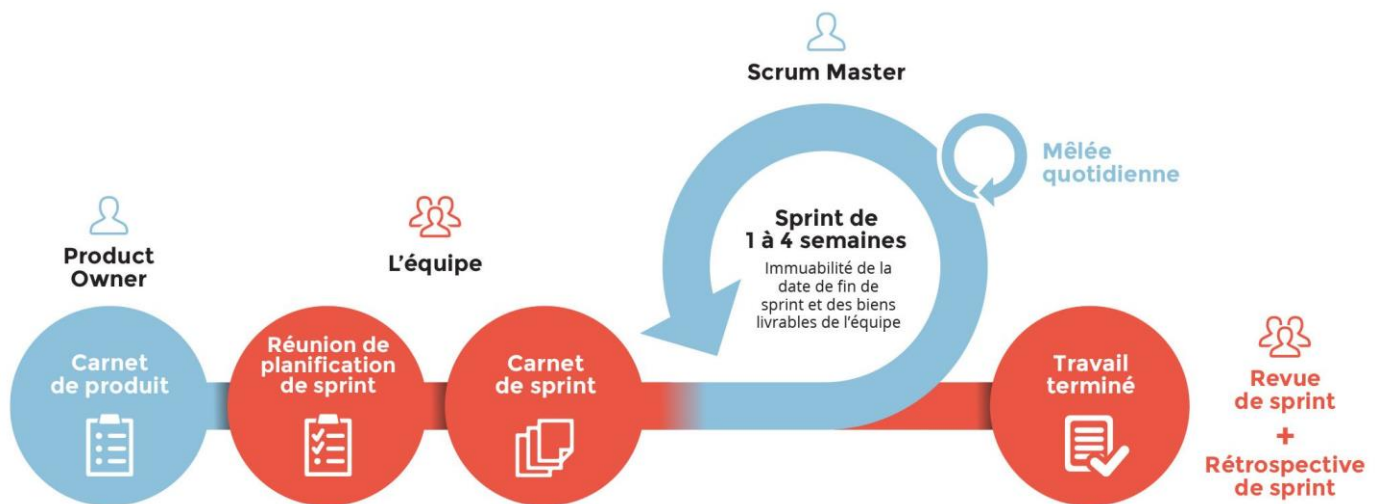 Scrum Master
Mêlée
quotidienne
Product
Owner
L'équipe
Sprint de
1 à 4 semaines
Immuabilité de la
date de fin de
sprint et des biens
livrables de l'équipe
Carnet
de produit
Réunion de
planification
de sprint
Carnet
de sprint
Travail
terminé
Revue
de sprint
+
Rétrospective
de sprint